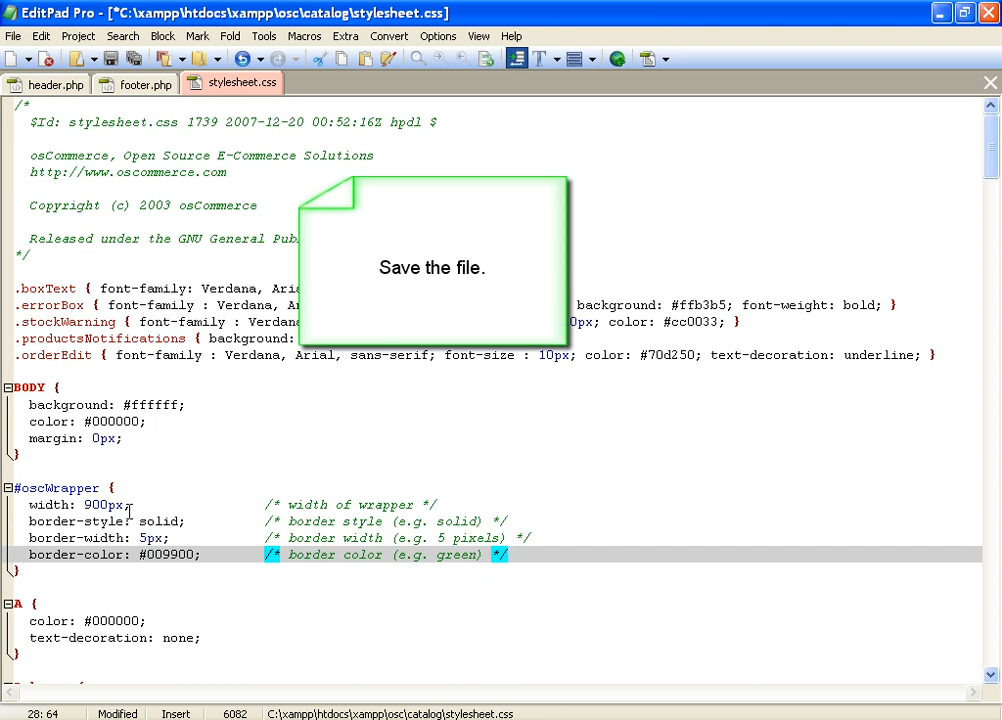 EditPad Pro - [*C:\xampp\htdocs\xampp\osc\catalog\stylesheet.css]
File Edit Project Search Block Mark Fold Tools Macros Extra Convert Options View Help
header.php footer.php stylesheet.css
/*
$Id: stylesheet.css 1739 2007-12-20 00:52:16Z hpdl $
osCommerce, Open Source E-Commerce Solutions
http://www.oscommerce.com
Copyright (c) 2003 osCommerce
Released under the GNU General Pub
*/
Save the file.
.boxText { font-family: Verdana, Aria
.errorBox { font-family : Verdana, Ar background: #ffb3b5; font-weight: bold; }
.stockWarning { font-family : Verdana 0px; color: #cc0033; }
.productsNotifications { background:
.orderEdit { font-family : Verdana, Arial, sans-serif; font-size : 10px; color: #70d250; text-decoration: underline; }
BODY {
background: #ffffff;
color: #000000;
margin: 0px;
}
#oscWrapper {
width: 900px; /* width of wrapper */
border-style: solid; /* border style (e.g. solid) */
border-width: 5px; /* border width (e.g. 5 pixels) */
border-color: #009900; /* border color (e.g. green) */
}
A {
color: #000000;
text-decoration: none;
}
28: 64 Modified Insert 6082 C:\xampp\htdocs\xampp\osc\catalog\stylesheet.css